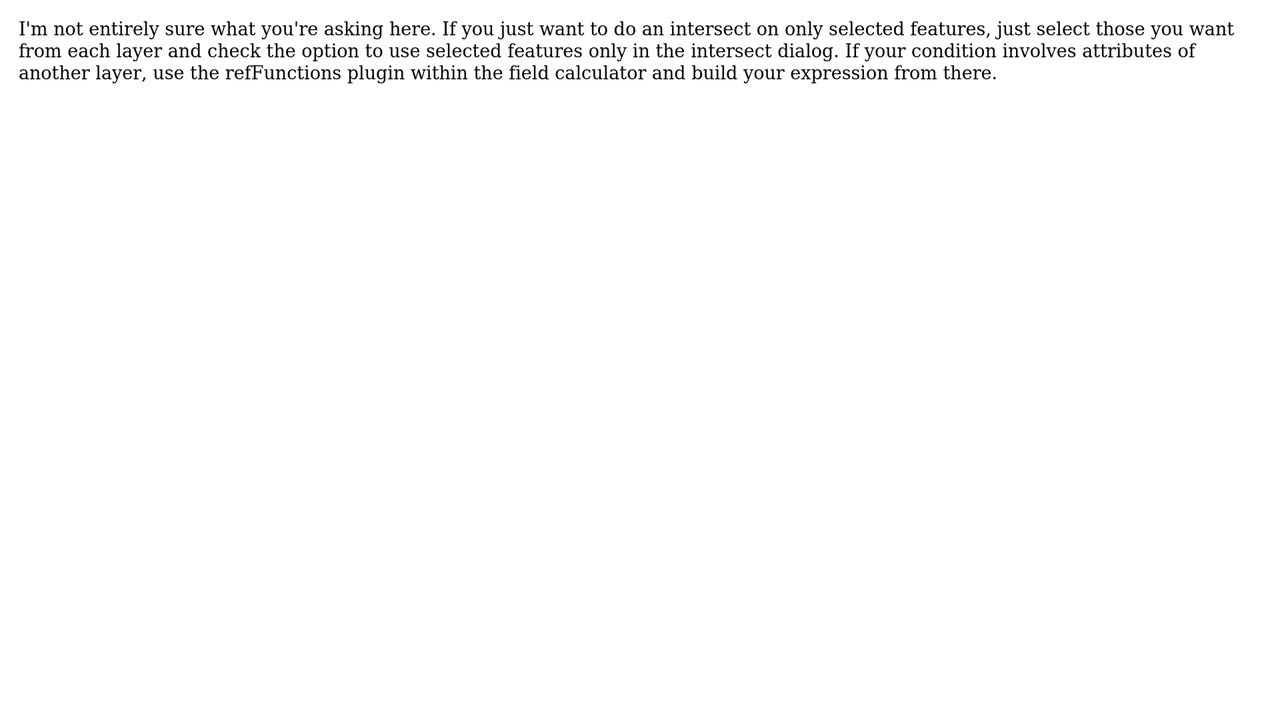 I'm not entirely sure what you're asking here. If you just want to do an intersect on only selected features, just select those you want
from each layer and check the option to use selected features only in the intersect dialog. If your condition involves attributes of
another layer, use the refFunctions plugin within the field calculator and build your expression from there.